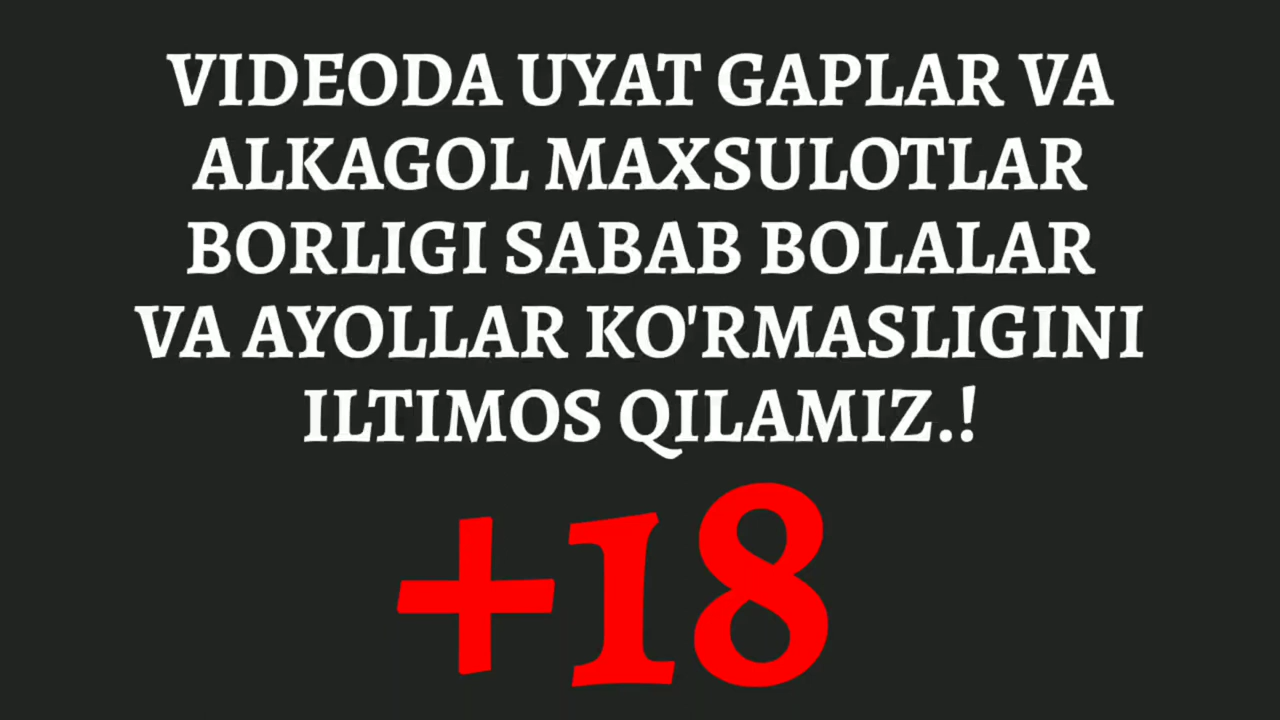 VIDEODA UYAT GAPLAR VA
ALKAGOL MAXSULOTLAR
BORLIGI SABAB BOLALAR
VA AYOLLAR KO'RMASLIGINI
ILTIMOS QILAMIZ.!
+18